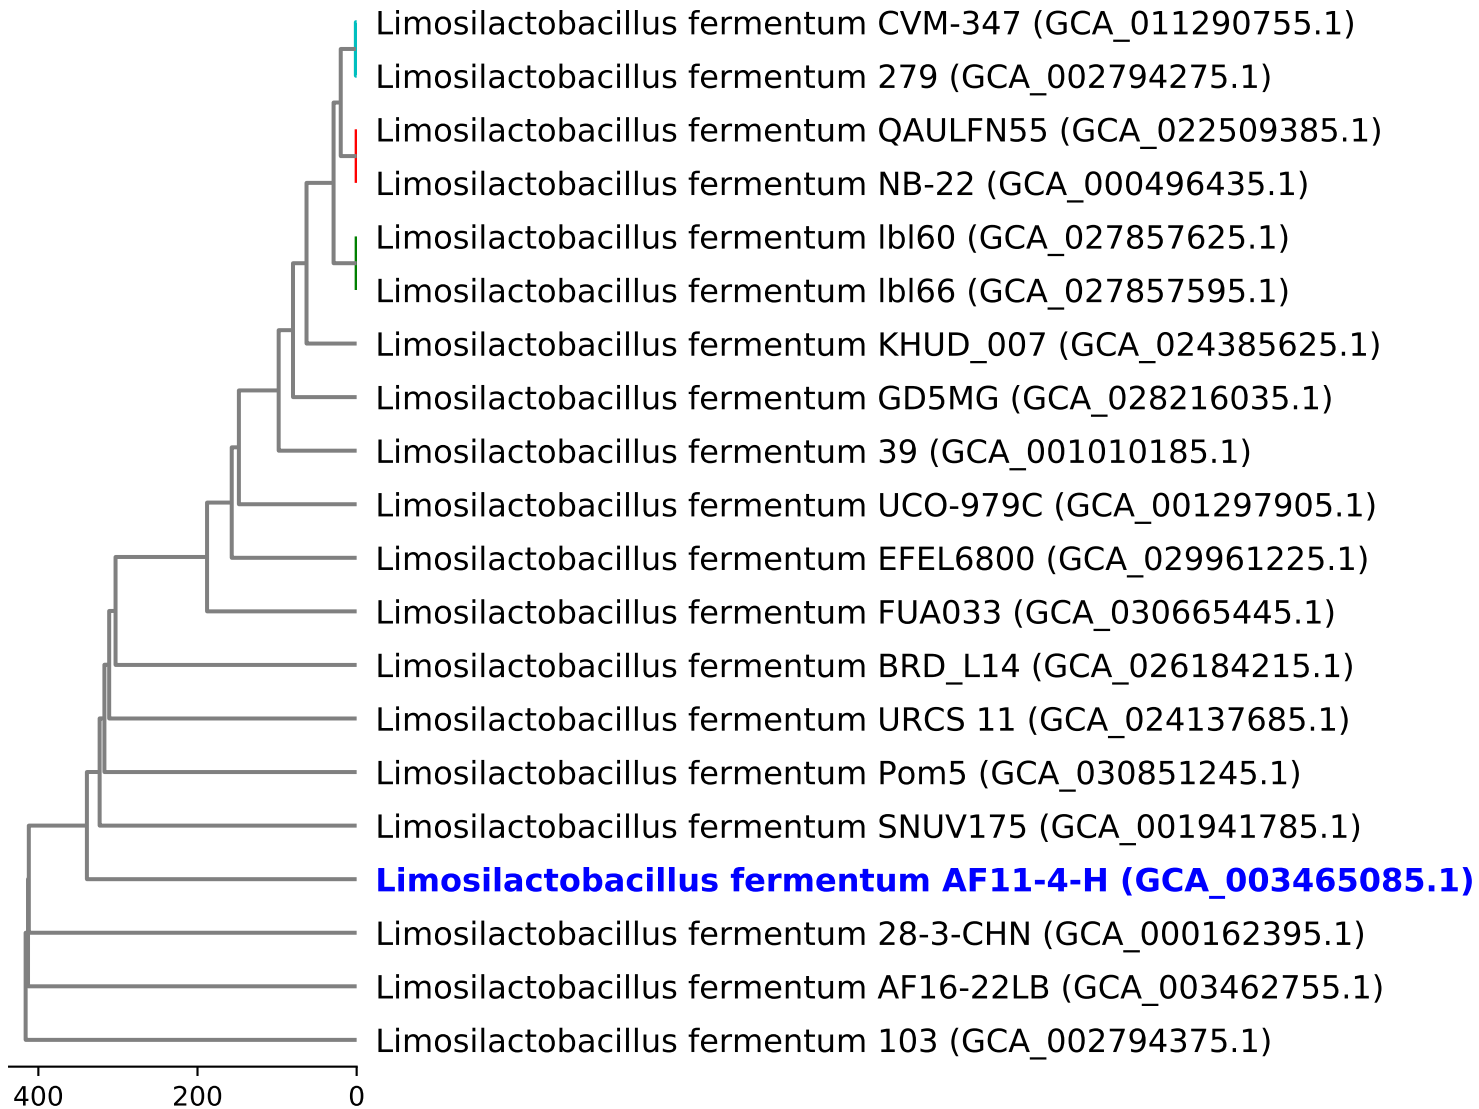 Limosilactobacillus fermentum CVM-347 (GCA_011290755.1)
Limosilactobacillus fermentum 279 (GCA_002794275.1)
Limosilactobacillus fermentum QAULFN55 (GCA_022509385.1)
Limosilactobacillus fermentum NB-22 (GCA_000496435.1)
Limosilactobacillus fermentum lbl60 (GCA_027857625.1)
Limosilactobacillus fermentum lbl66 (GCA_027857595.1)
Limosilactobacillus fermentum KHUD_007 (GCA_024385625.1)
Limosilactobacillus fermentum GD5MG (GCA_028216035.1)
Limosilactobacillus fermentum 39 (GCA_001010185.1)
Limosilactobacillus fermentum UCO-979C (GCA_001297905.1)
Limosilactobacillus fermentum EFEL6800 (GCA_029961225.1)
Limosilactobacillus fermentum FUA033 (GCA_030665445.1)
Limosilactobacillus fermentum BRD_L14 (GCA_026184215.1)
Limosilactobacillus fermentum URCS 11 (GCA_024137685.1)
Limosilactobacillus fermentum Pom5 (GCA_030851245.1)
Limosilactobacillus fermentum SNUV175 (GCA_001941785.1)
Limosilactobacillus fermentum AF11-4-H (GCA_003465085.1)
Limosilactobacillus fermentum 28-3-CHN (GCA_000162395.1)
Limosilactobacillus fermentum AF16-22LB (GCA_003462755.1)
Limosilactobacillus fermentum 103 (GCA_002794375.1)
400 200 0